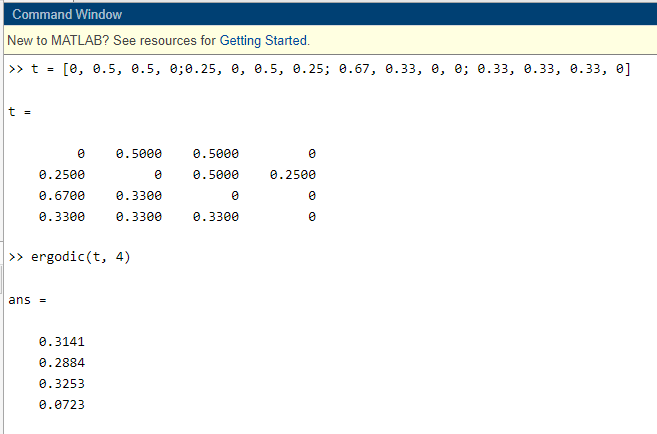 Command Window
New to MATLAB? See resources for Getting Started.
>> t = [0, 0.5, 0.5, 0;0.25, 0, 0.5, 0.25; 0.67, 0.33, 0, 0; 0.33, 0.33, 0.33, 0]
t =
0 0.5000 0.5000 0
0.2500 0 0.5000 0.2500
0.6700 0.3300 0 0
0.3300 0.3300 0.3300 0
>> ergodic(t, 4)
ans =
0.3141
0.2884
0.3253
0.0723